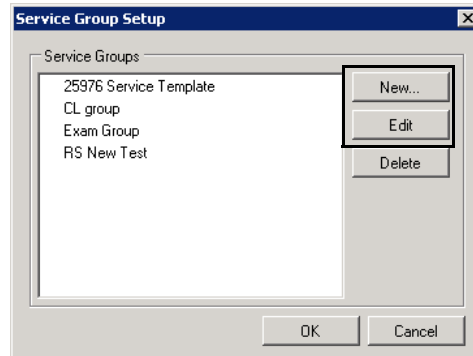 Service Group Setup
Service Groups
25976 Service Template
CL group
Exam Group
RS New Test
New...
Edit
Delete
OK
Cancel